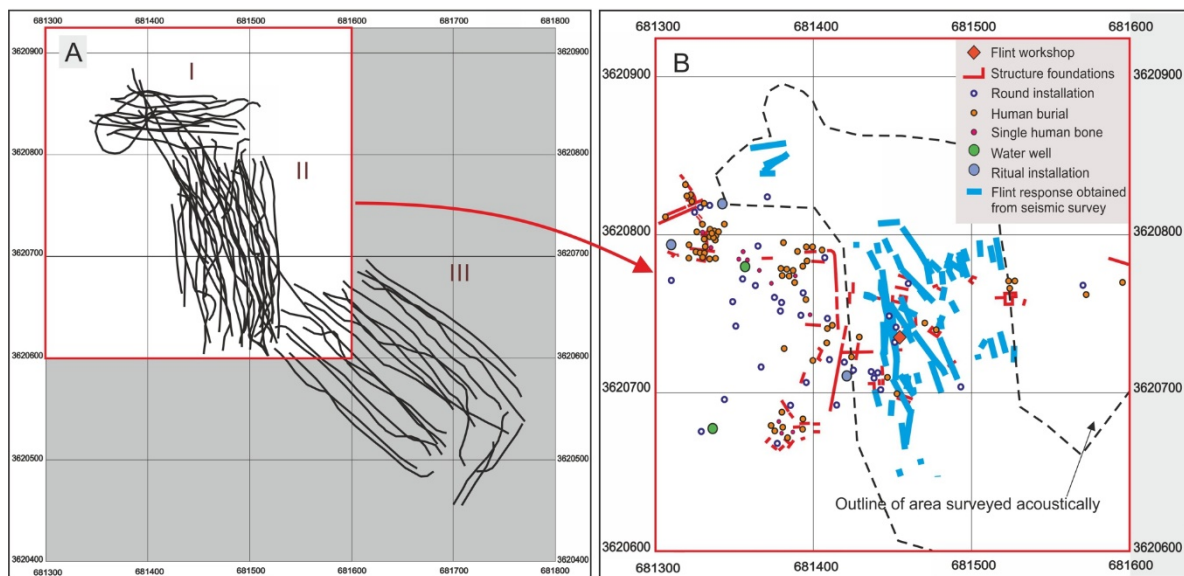 681300 681400 681500 681600 681700 681800
3620900 3620900
A
I
3620800 3620800
II
3620700 3620700
III
3620600 3620600
3620500 3620500
3620400 3620400
681300 681400 681500 681600 681700 681800
681300 681400 681500 681600
B
Flint workshop
3620900 3620900
Structure foundations
Round installation
Human burial
Single human bone
Water well
Ritual installation
Flint response obtained
from seismic survey
3620800 3620800
3620700 3620700
Outline of area surveyed acoustically
3620600 3620600
681300 681400 681500 681600